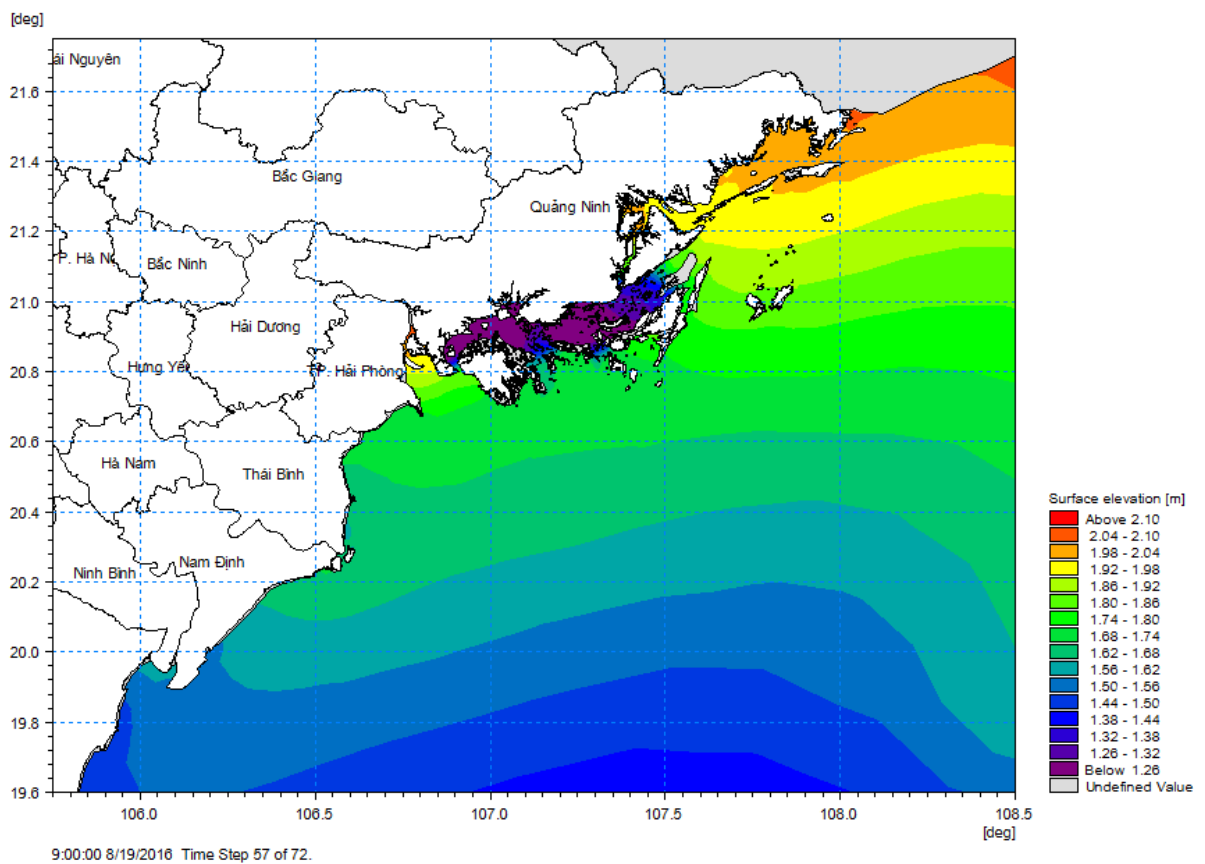 [deg]
ái Nguyên
21.6
21.4
Bắc Giang
Quảng Ninh
21.2
P. Hà Nộ
Bắc Ninh
21.0
Hải Dương
Hưng Yên
TP. Hải Phòng
20.8
20.6
Hà Nam
Thái Bình
20.4
Nam Định
Ninh Bình
20.2
20.0
19.8
19.6
106.0 106.5 107.0 107.5 108.0 108.5
[deg]
Surface elevation [m]
Above 2.10
2.04 - 2.10
1.98 - 2.04
1.92 - 1.98
1.86 - 1.92
1.80 - 1.86
1.74 - 1.80
1.68 - 1.74
1.62 - 1.68
1.56 - 1.62
1.50 - 1.56
1.44 - 1.50
1.38 - 1.44
1.32 - 1.38
1.26 - 1.32
Below 1.26
Undefined Value
9:00:00 8/19/2016 Time Step 57 of 72.